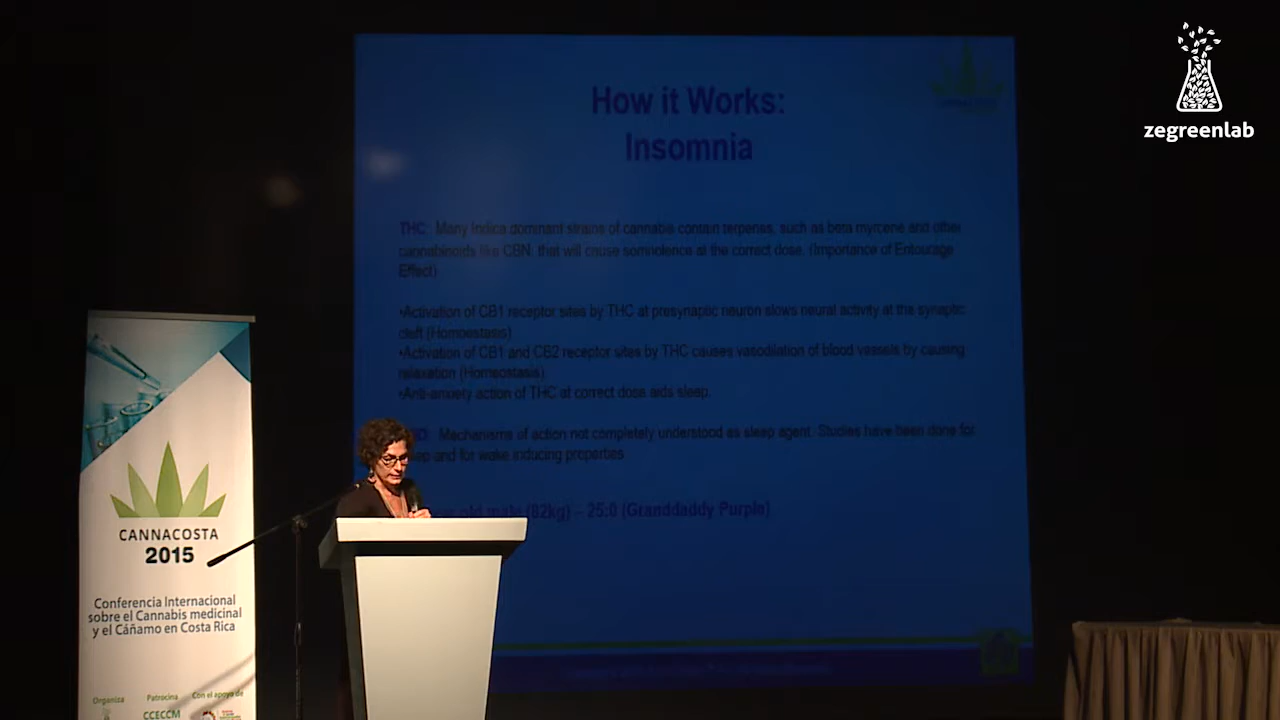 zegreenlab
How it Works:
Insomnia
THC: Many Indica dominant strains of cannabis contain terpenes, such as beta myrcene and other
cannabinoids like CBN, that will cause somnolence at the correct dose. (Importance of Entourage
Effect)
•Activation of CB1 receptor sites by THC at presynaptic neuron slows neural activity at the synaptic
cleft (Homeostasis)
•Activation of CB1 and CB2 receptor sites by THC causes vasodilation of blood vessels by causing
relaxation (Homeostasis).
•Anti-anxiety action of THC at correct dose aids sleep.
Mechanisms of action not completely understood as sleep agent. Studies have been done for
and for wake inducing properties
old male (82kg) – 25:0 (Granddaddy Purple)
CANNACOSTA
2015
Conferencia Internacional
sobre el Cannabis medicinal
y el Cáñamo en Costa Rica
Organiza Patrocina Con el apoyo de
CCECCM